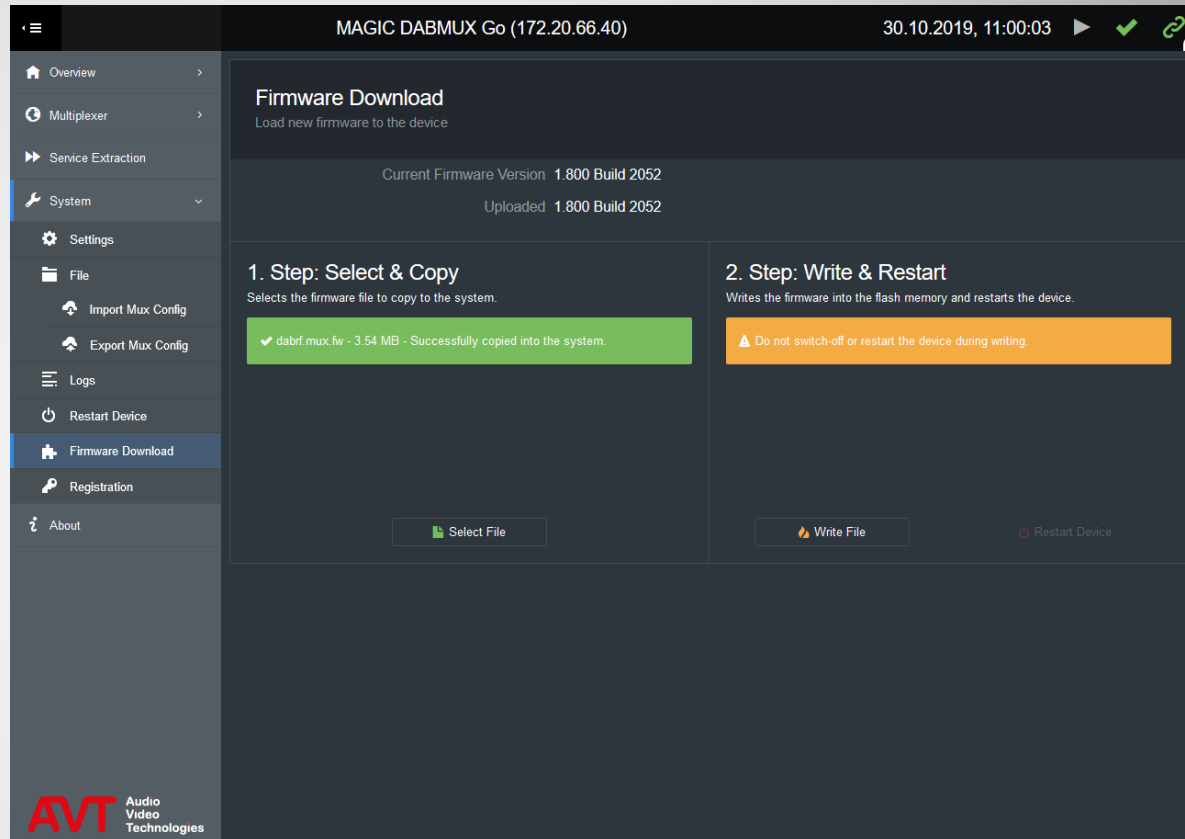 MAGIC DABMUX Go (172.20.66.40)
30.10.2019, 11:00:03
Overview
Multiplexer
Service Extraction
System
Settings
File
Import Mux Config
Export Mux Config
Logs
Restart Device
Firmware Download
Registration
About
Firmware Download
Load new firmware to the device
Current Firmware Version 1.800 Build 2052
Uploaded 1.800 Build 2052
1. Step: Select & Copy
Selects the firmware file to copy to the system.
dabrf.mux.fw - 3.54 MB - Successfully copied into the system.
Select File
2. Step: Write & Restart
Writes the firmware into the flash memory and restarts the device.
Do not switch-off or restart the device during writing.
Write File
Restart Device
AVT
Audio
Video
Technologies